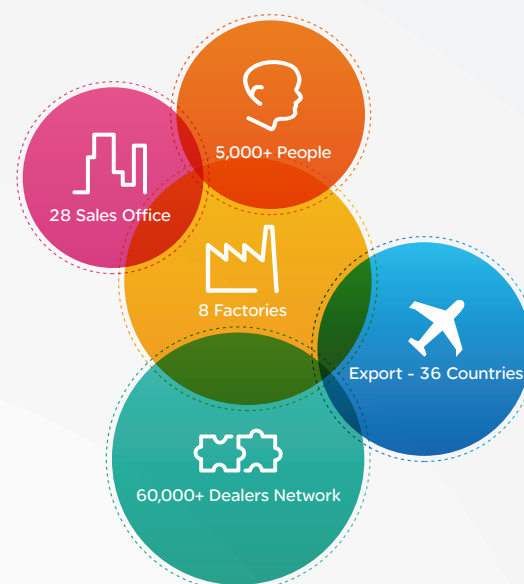 5,000+ People
28 Sales Office
8 Factories
Export - 36 Countries
60,000+ Dealers Network